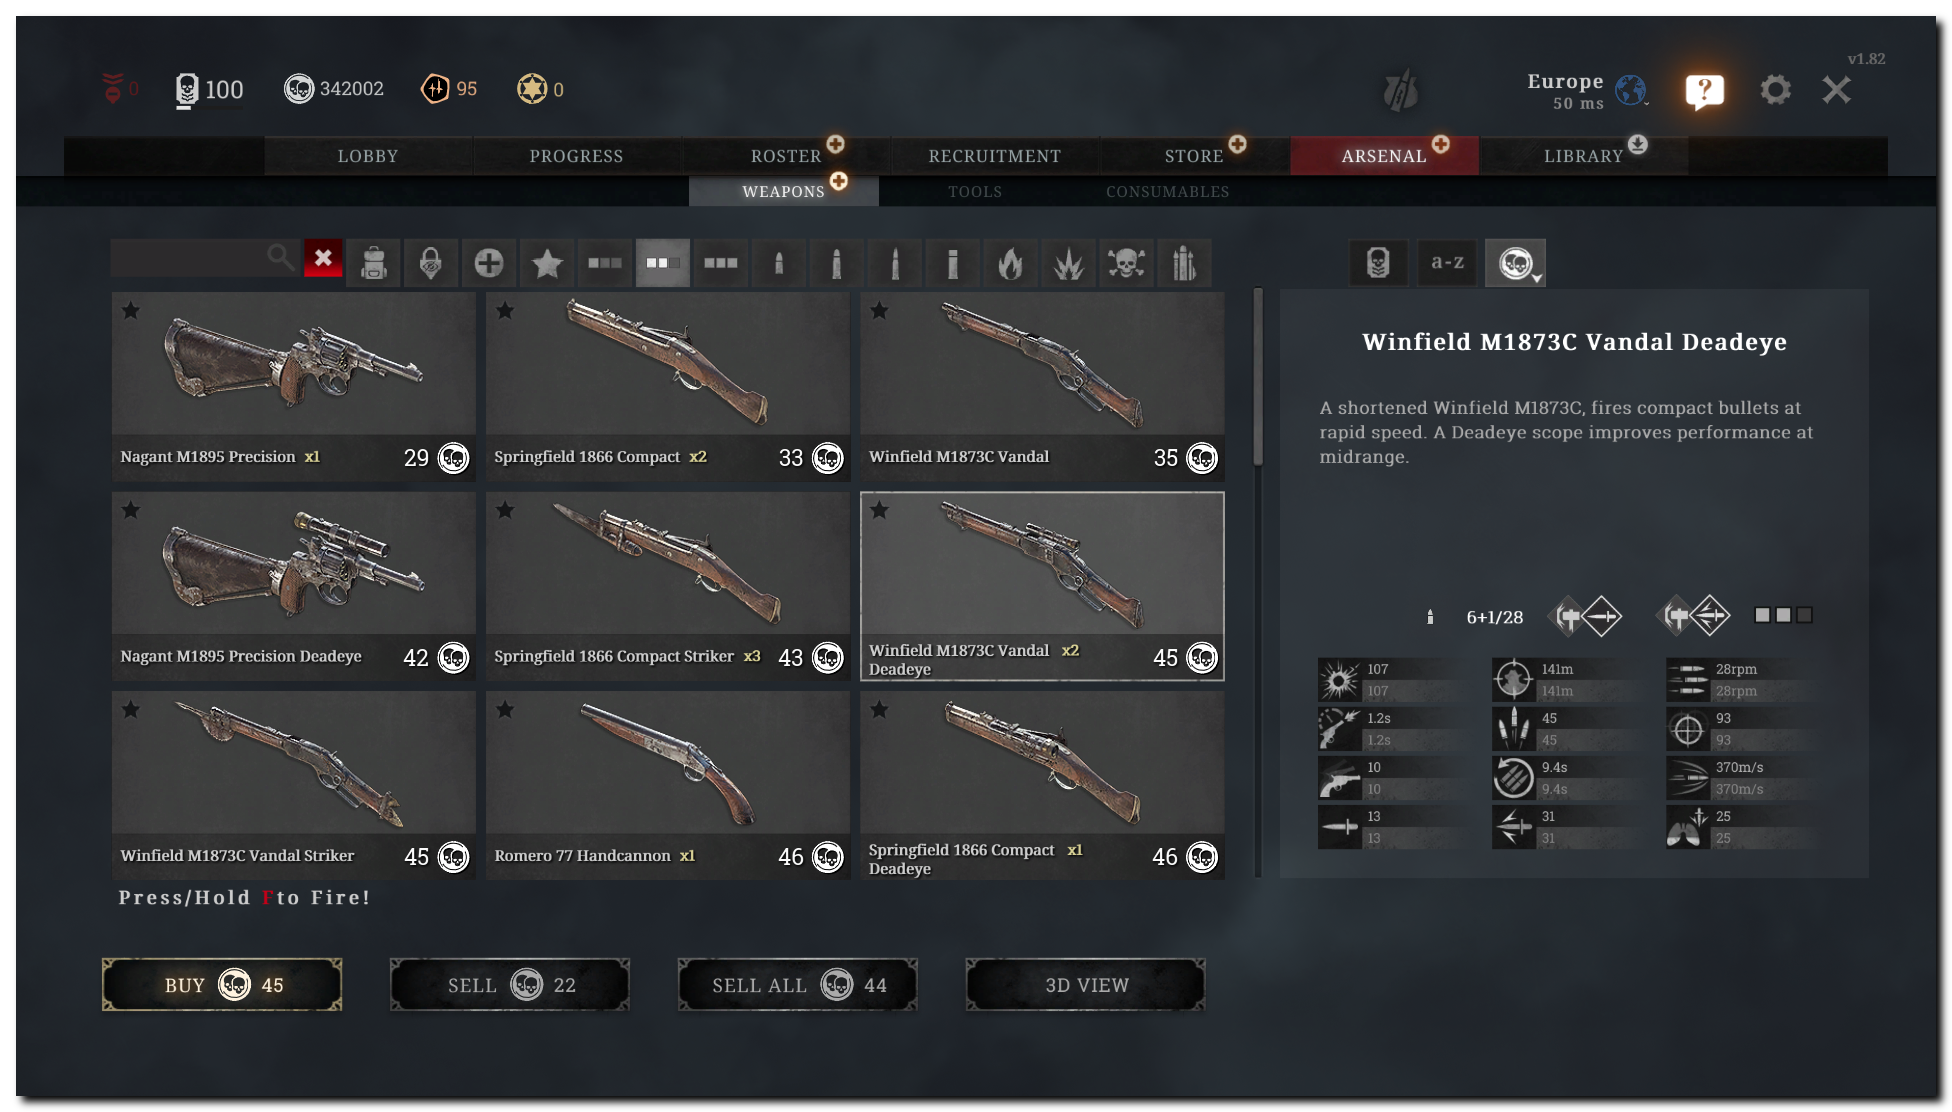 v1.82
0
100
342002
95
0
Europe
50 ms
?
LOBBY
PROGRESS
ROSTER
RECRUITMENT
STORE
ARSENAL
LIBRARY
WEAPONS
TOOLS
CONSUMABLES
a-z
Nagant M1895 Precision x1
29
Springfield 1866 Compact x2
33
Winfield M1873C Vandal
35
Nagant M1895 Precision Deadeye
42
Springfield 1866 Compact Striker x3
43
Winfield M1873C Vandal x2
Deadeye
45
Winfield M1873C Vandal Striker
45
Romero 77 Handcannon x1
46
Springfield 1866 Compact x1
Deadeye
46
Press/Hold F to Fire!
BUY 45
SELL 22
SELL ALL 44
3D VIEW
Winfield M1873C Vandal Deadeye
A shortened Winfield M1873C, fires compact bullets at
rapid speed. A Deadeye scope improves performance at
midrange.
6+1/28
107
107
141m
141m
28rpm
28rpm
1.2s
1.2s
45
45
93
93
10
10
9.4s
9.4s
370m/s
370m/s
13
13
31
31
25
25